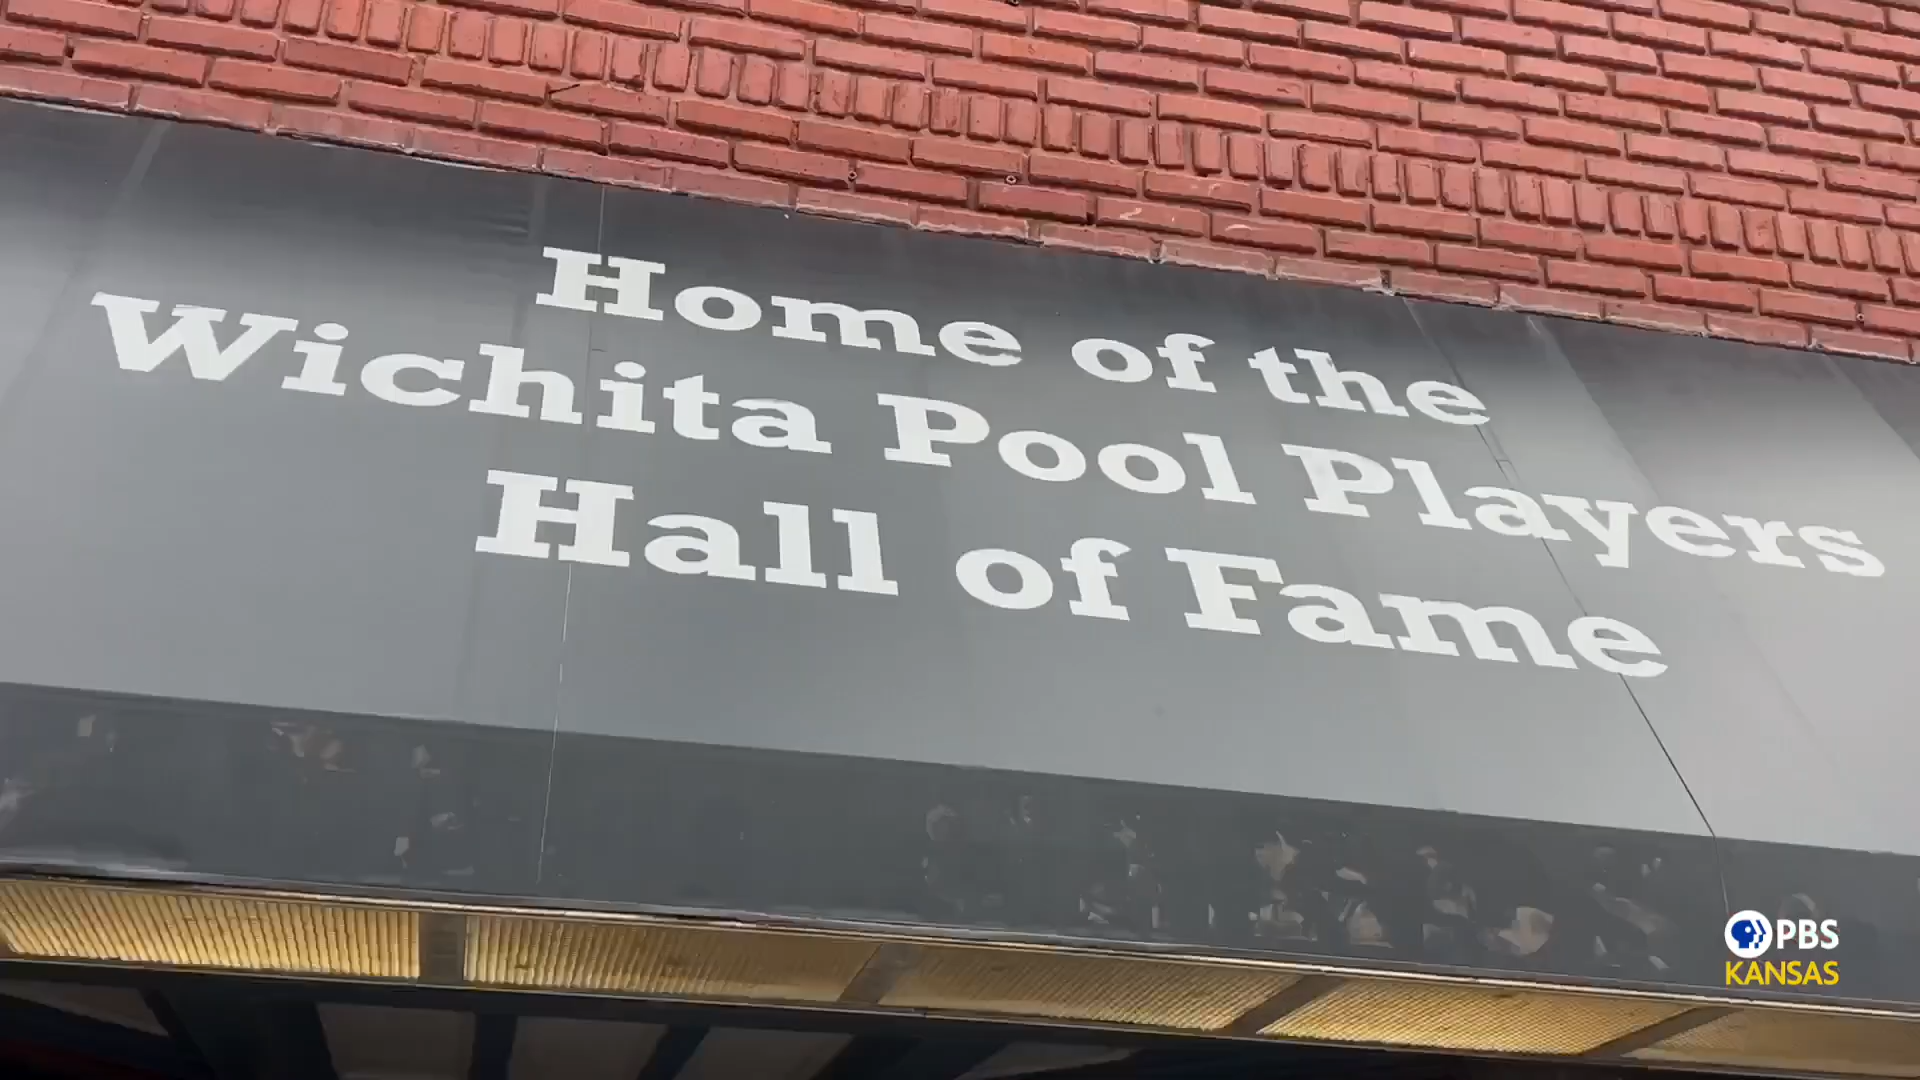 Home of the
Wichita Pool Players
Hall of Fame
PBS
KANSAS